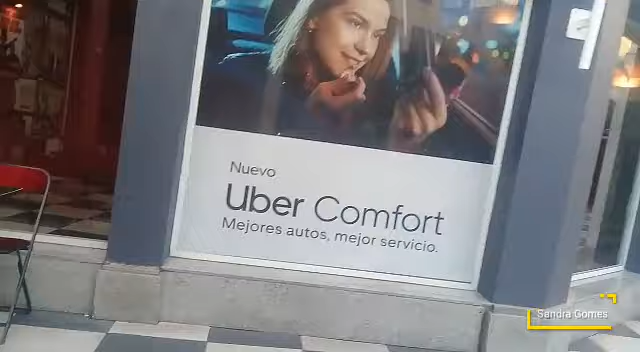 Nuevo
Uber Comfort
Mejores autos, mejor servicio.
Sandra Gomes